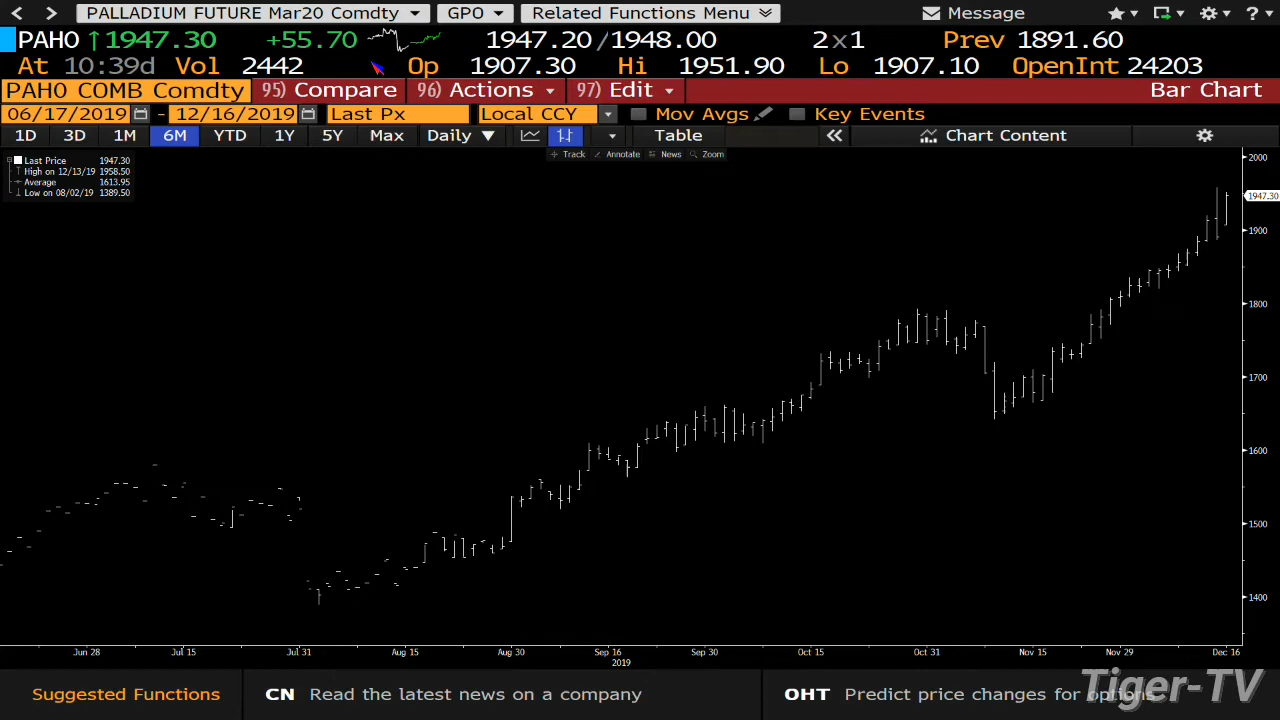 PALLADIUM FUTURE Mar20 Comdty GPO Related Functions Menu Message ?
PAH0 ↑1947.30 +55.70 1947.20/1948.00 2x1 Prev 1891.60
At 10:39d Vol 2442 Op 1907.30 Hi 1951.90 Lo 1907.10 OpenInt 24203
PAH0 COMB Comdty 95) Compare 96) Actions 97) Edit Bar Chart
06/17/2019 - 12/16/2019 Last Px Local CCY Mov Avgs Key Events
1D 3D 1M 6M YTD 1Y 5Y Max Daily ▼ Table « Chart Content
Track Annotate News Zoom
Last Price 1947.30
High on 12/13/19 1958.50
Average 1613.95
Low on 08/02/19 1389.50
2000
1947.30
1900
1800
1700
1600
1500
1400
Jun 28 Jul 15 Jul 31 Aug 15 Aug 30 Sep 16 Sep 30 Oct 15 Oct 31 Nov 15 Nov 29 Dec 16
2019
Suggested Functions CN Read the latest news on a company OHT Predict price changes for options
Tiger-TV